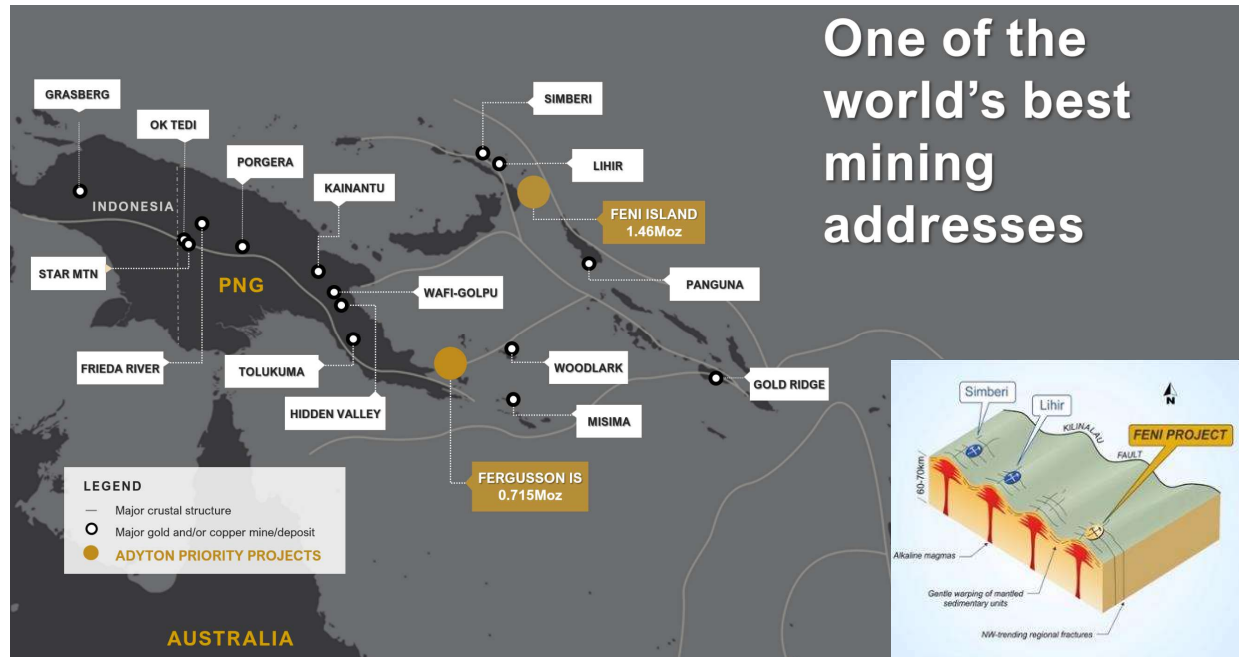 One of the
world's best
mining
addresses
GRASBERG
OK TEDI
PORGERA
KAINANTU
SIMBERI
LIHIR
INDONESIA
FENI ISLAND
1.46Moz
STAR MTN
PNG
WAFI-GOLPU
PANGUNA
FRIEDA RIVER
TOLUKUMA
HIDDEN VALLEY
WOODLARK
MISIMA
GOLD RIDGE
FERGUSSON IS
0.715Moz
LEGEND
Major crustal structure
Major gold and/or copper mine/deposit
ADYTON PRIORITY PROJECTS
AUSTRALIA
Simberi
Lihir
N
KILINALAU
FAULT
FENI PROJECT
60-70km
Alkaline magmas
Gentle warping of mantled
sedimentary units
NW-trending regional fractures